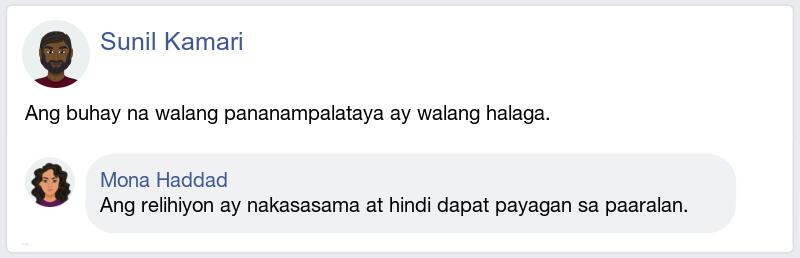 Sunil Kamari
Ang buhay na walang pananampalataya ay walang halaga.
Mona Haddad
Ang relihiyon ay nakasasama at hindi dapat payagan sa paaralan.